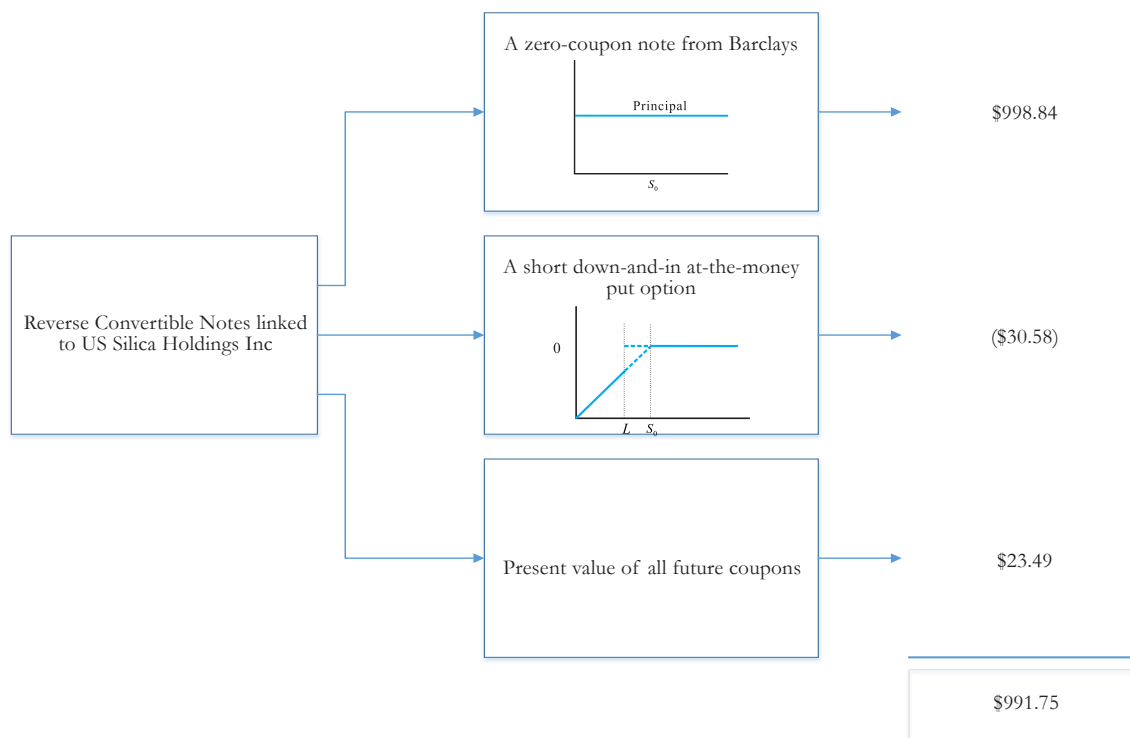 A zero-coupon note from Barclays
Principal
S₀
$998.84
Reverse Convertible Notes linked
to US Silica Holdings Inc
A short down-and-in at-the-money
put option
0
L S₀
($30.58)
Present value of all future coupons
$23.49
$991.75